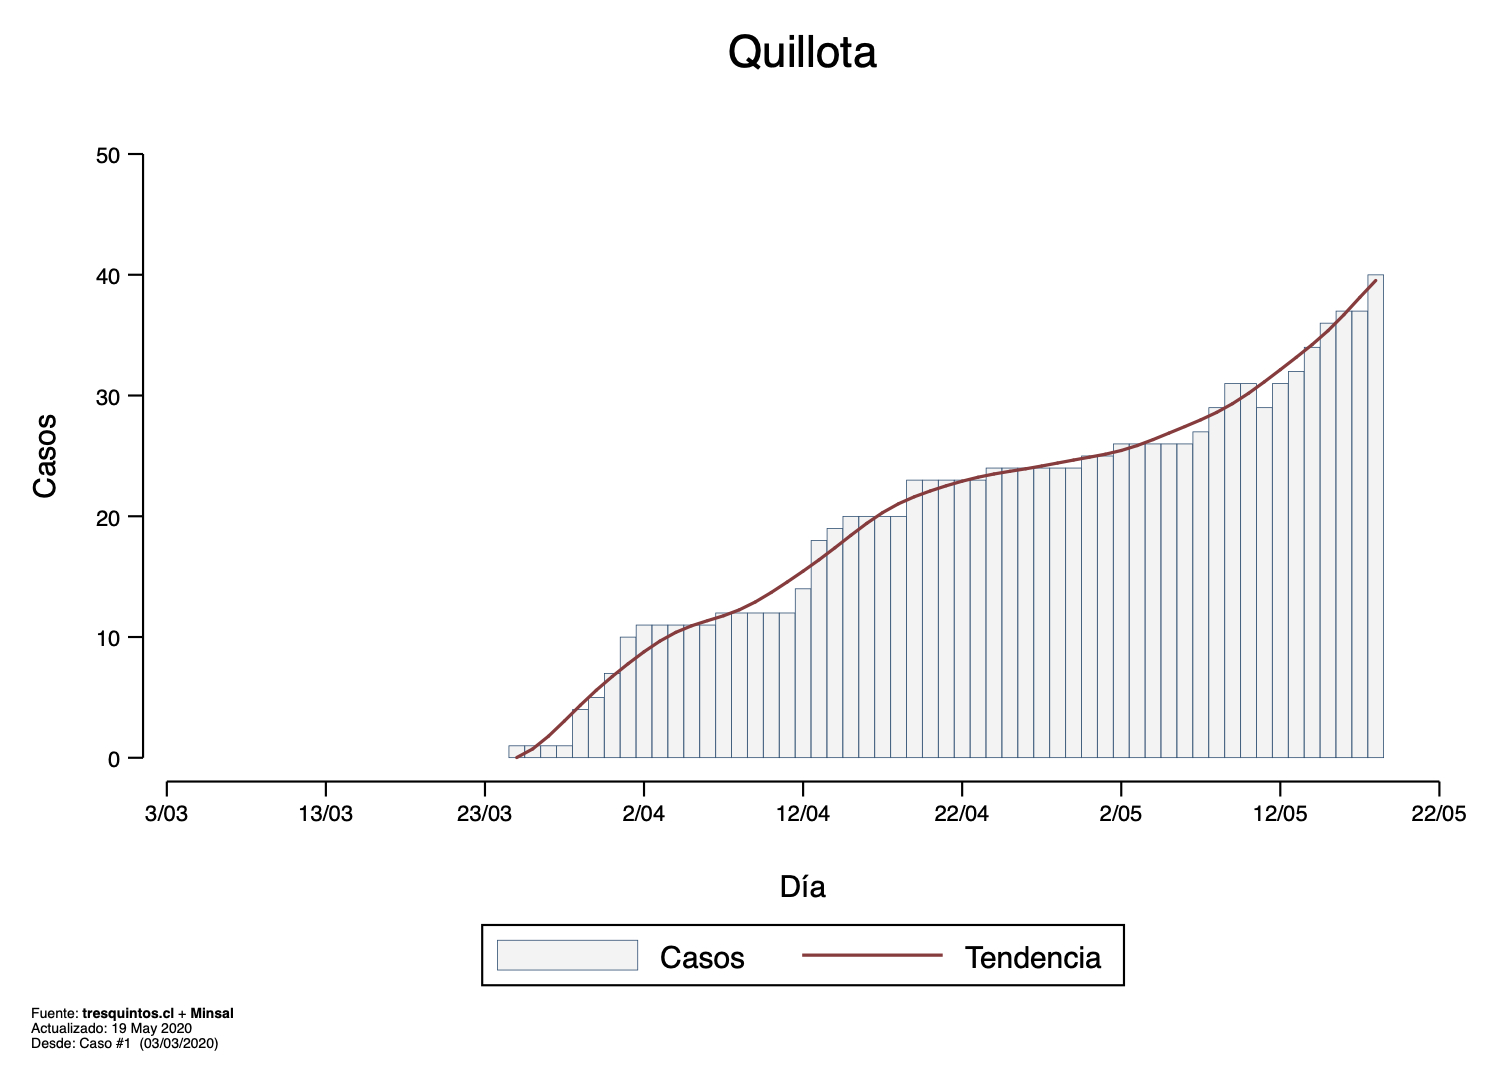 Quillota
50
40
30
20
10
0
Casos
3/03 13/03 23/03 2/04 12/04 22/04 2/05 12/05 22/05
Día
Casos Tendencia
Fuente: tresquintos.cl + Minsal
Actualizado: 19 May 2020
Desde: Caso #1 (03/03/2020)